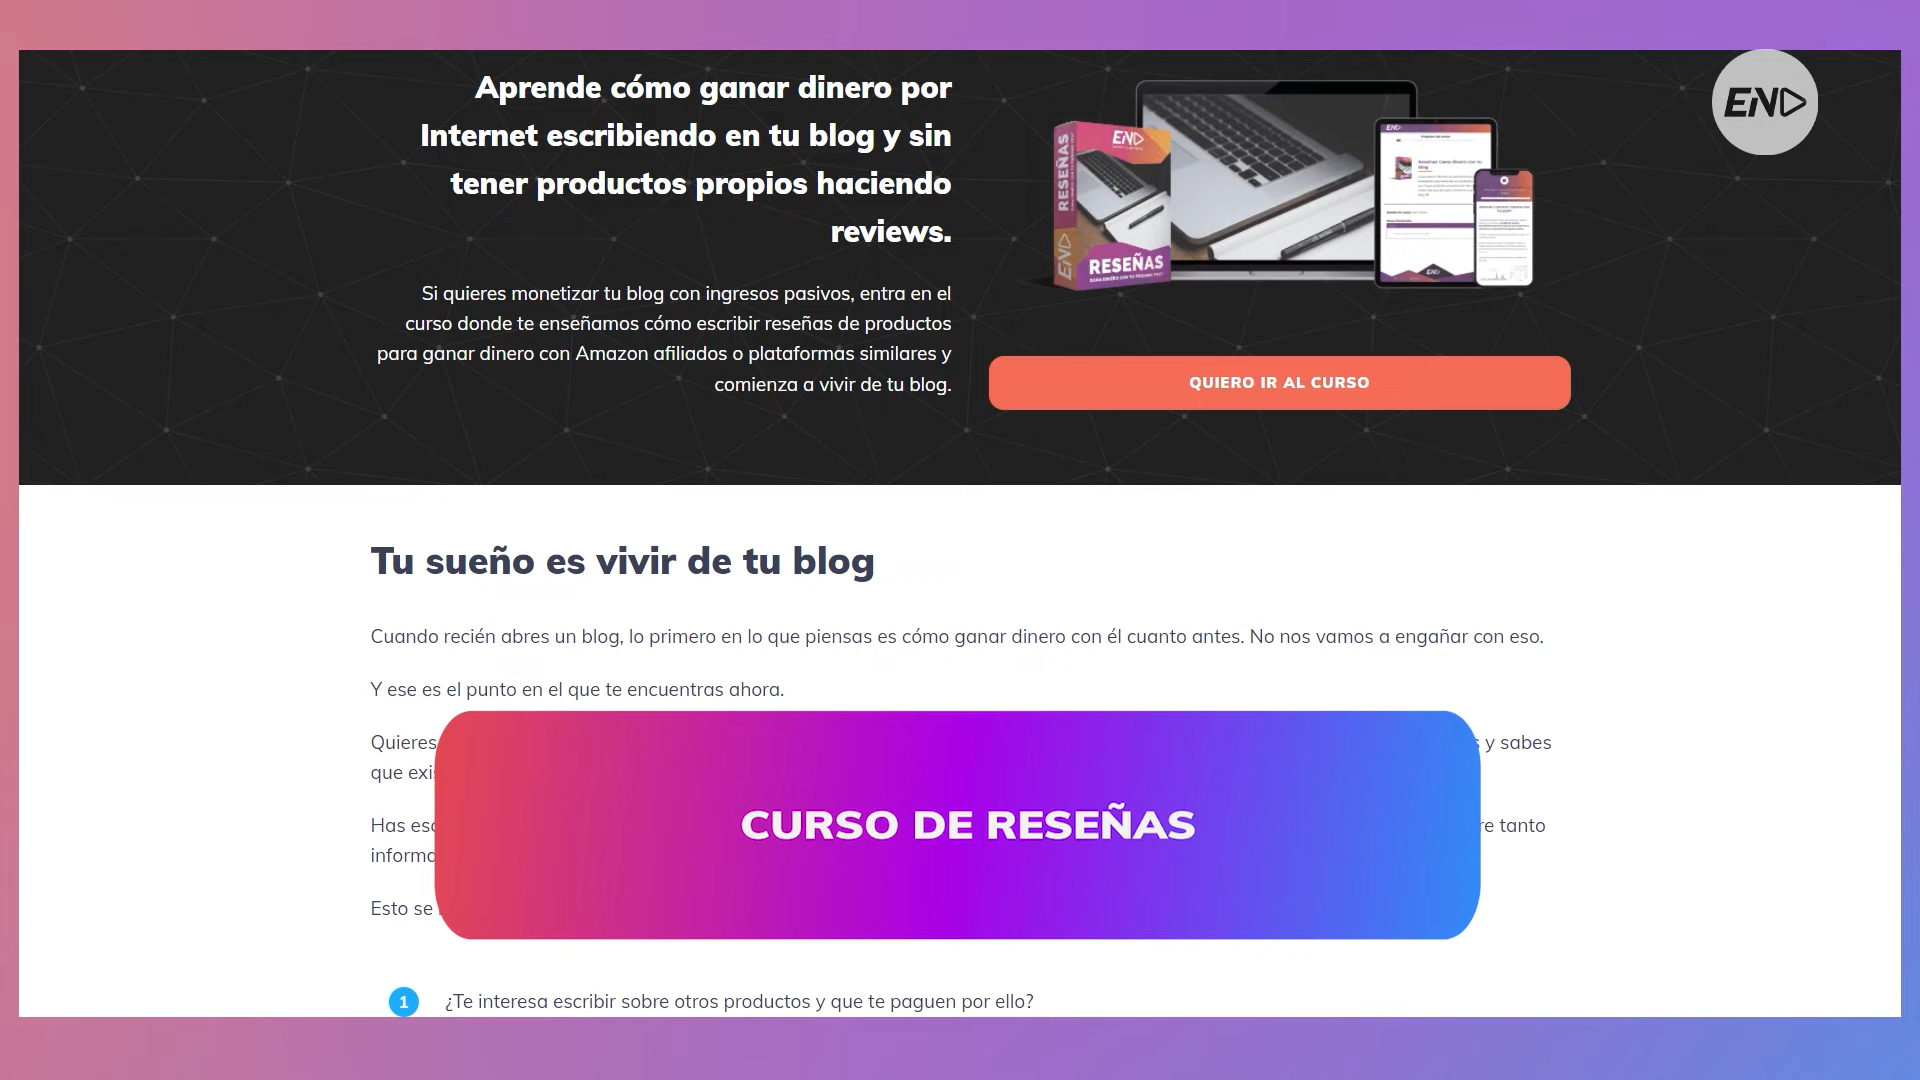 Aprende cómo ganar dinero por
Internet escribiendo en tu blog y sin
tener productos propios haciendo
reviews.
Si quieres monetizar tu blog con ingresos pasivos, entra en el
curso donde te enseñamos cómo escribir reseñas de productos
para ganar dinero con Amazon afiliados o plataformas similares y
comienza a vivir de tu blog.
END
RESEÑAS
END
END
RESEÑAS
END
QUIERO IR AL CURSO
END
Tu sueño es vivir de tu blog
Cuando recién abres un blog, lo primero en lo que piensas es cómo ganar dinero con él cuanto antes. No nos vamos a engañar con eso.
Y ese es el punto en el que te encuentras ahora.
Quieres y sabes
que
tanto
Esto se
CURSO DE RESEÑAS
1 ¿Te interesa escribir sobre otros productos y que te paguen por ello?